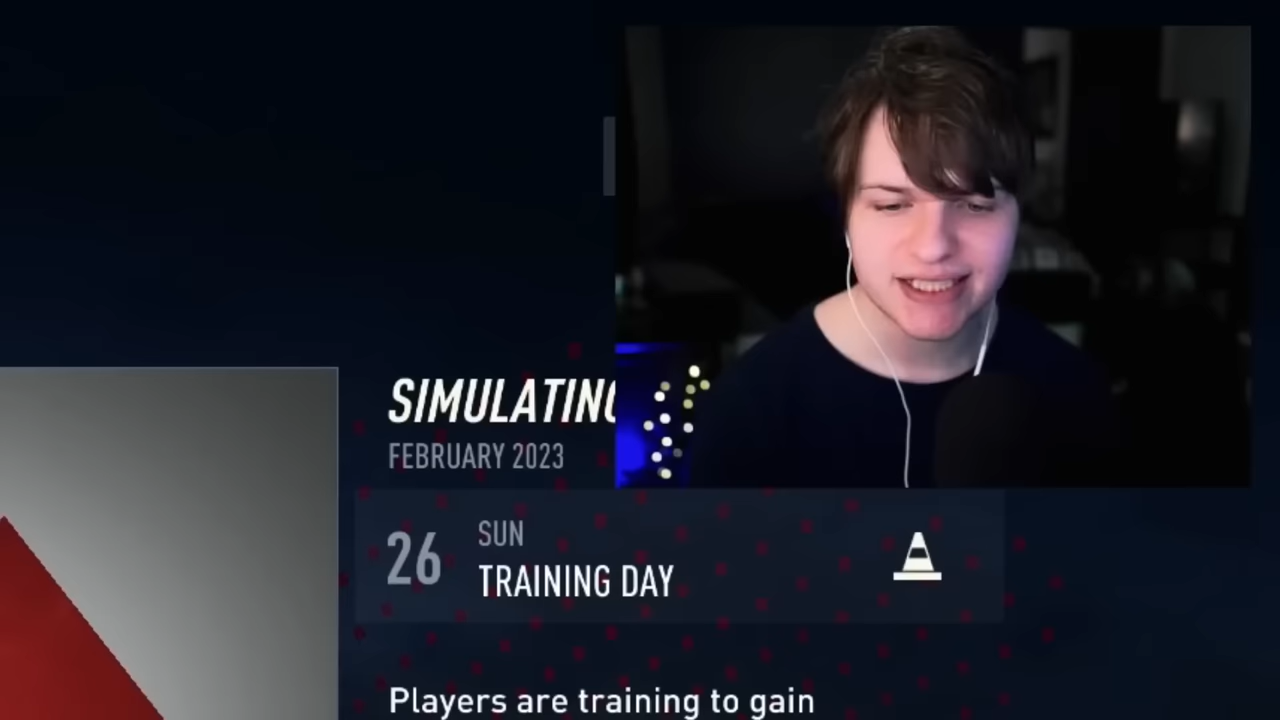 SIMULATING
FEBRUARY 2023
26
SUN
TRAINING DAY
Players are training to gain